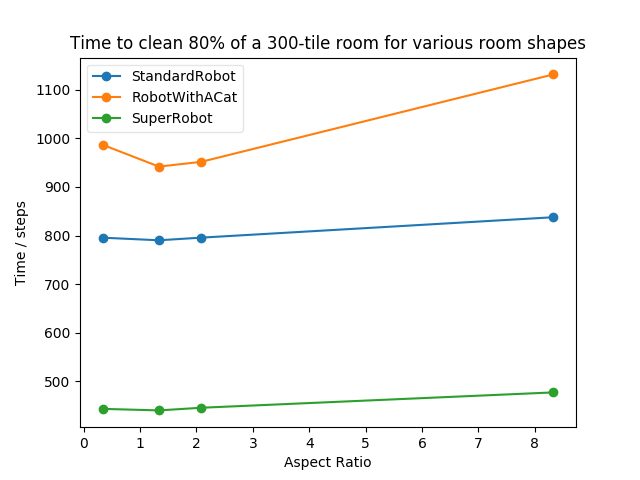 Time to clean 80% of a 300-tile room for various room shapes
StandardRobot
RobotWithACat
SuperRobot
1100
1000
900
800
700
600
500
Time / steps
0 1 2 3 4 5 6 7 8
Aspect Ratio